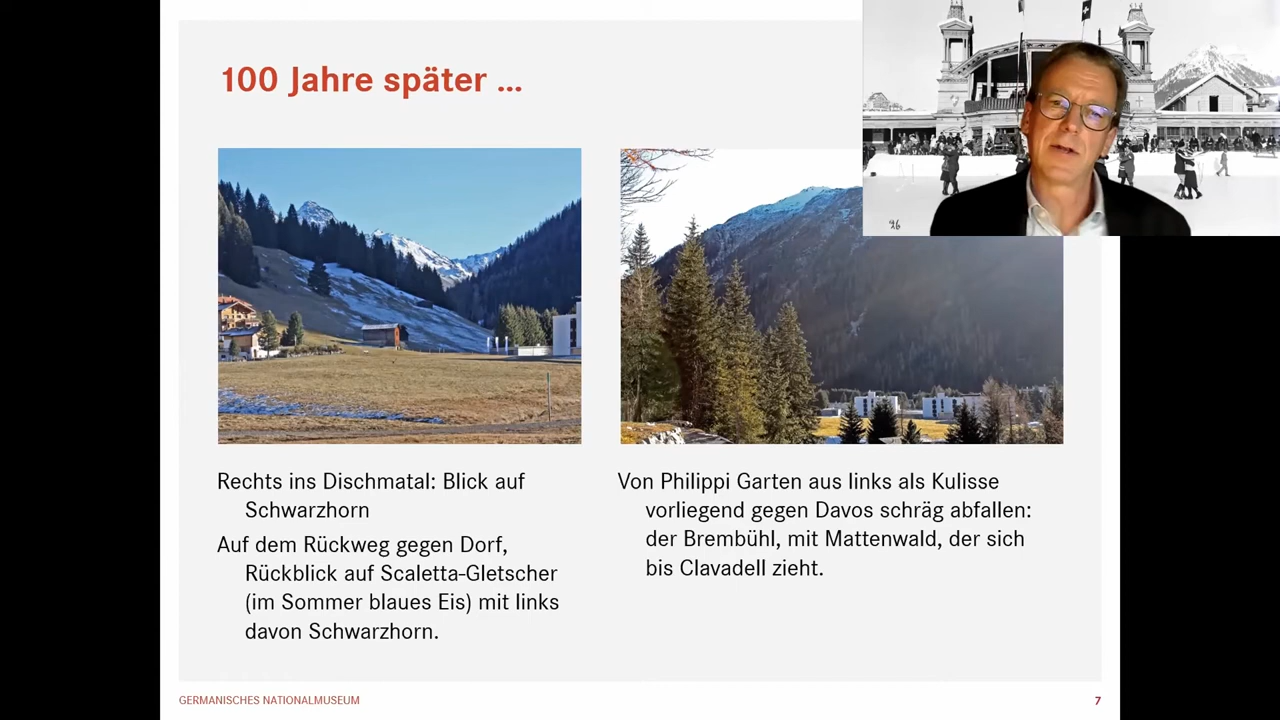 100 Jahre später ...
Rechts ins Dischmatal: Blick auf
Schwarzhorn
Auf dem Rückweg gegen Dorf,
Rückblick auf Scaletta-Gletscher
(im Sommer blaues Eis) mit links
davon Schwarzhorn.
Von Philippi Garten aus links als Kulisse
vorliegend gegen Davos schräg abfallen:
der Brembühl, mit Mattenwald, der sich
bis Clavadell zieht.
26
GERMANISCHES NATIONALMUSEUM
7